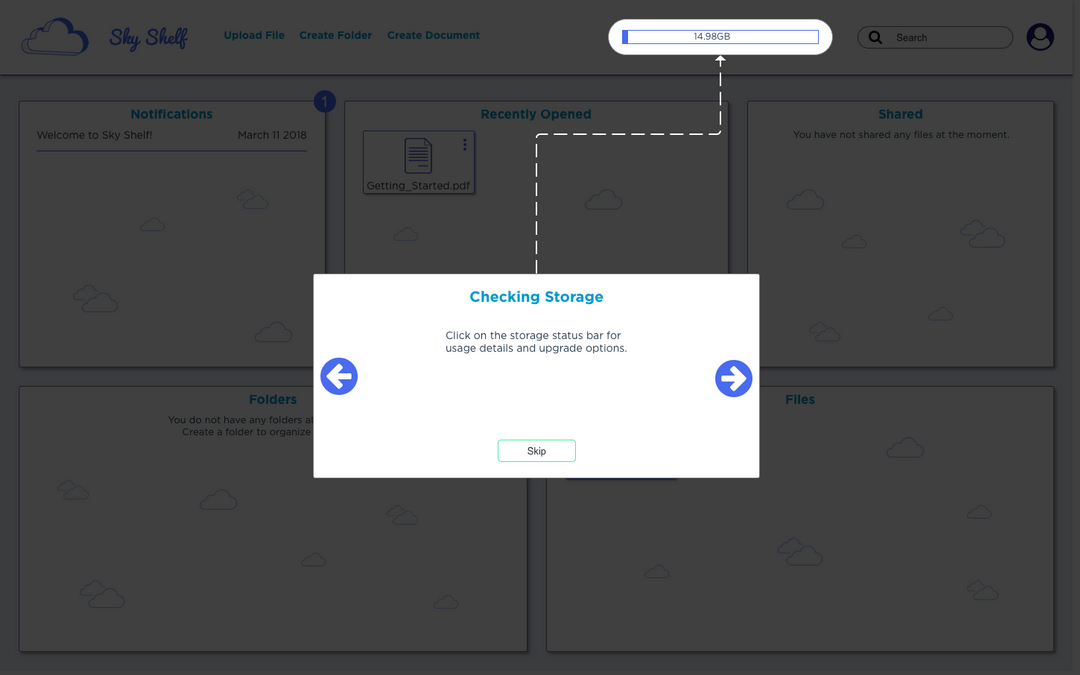 Sky Shelf
Upload File
Create Folder
Create Document
14.98GB
Search
Notifications
1
Welcome to Sky Shelf!
March 11 2018
Recently Opened
Getting_Started.pdf
Shared
You have not shared any files at the moment.
Checking Storage
Click on the storage status bar for
usage details and upgrade options.
Skip
Folders
You do not have any folders at
Create a folder to organize
Files